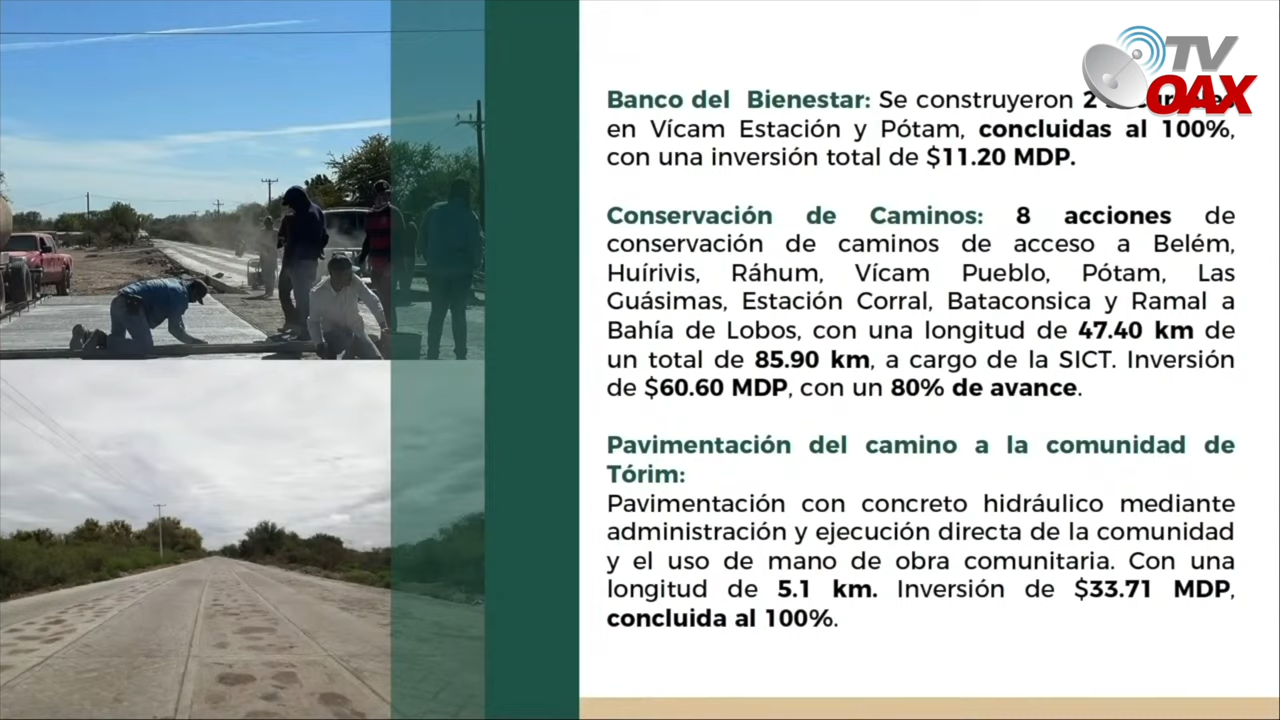 TV
OAX
Banco del Bienestar: Se construyeron 2
en Vícam Estación y Pótam, concluidas al 100%,
con una inversión total de $11.20 MDP.
Conservación de Caminos: 8 acciones de
conservación de caminos de acceso a Belém,
Huírivis, Ráhum, Vícam Pueblo, Pótam, Las
Guásimas, Estación Corral, Bataconsica y Ramal a
Bahía de Lobos, con una longitud de 47.40 km de
un total de 85.90 km, a cargo de la SICT. Inversión
de $60.60 MDP, con un 80% de avance.
Pavimentación del camino a la comunidad de
Tórim:
Pavimentación con concreto hidráulico mediante
administración y ejecución directa de la comunidad
y el uso de mano de obra comunitaria. Con una
longitud de 5.1 km. Inversión de $33.71 MDP,
concluida al 100%.